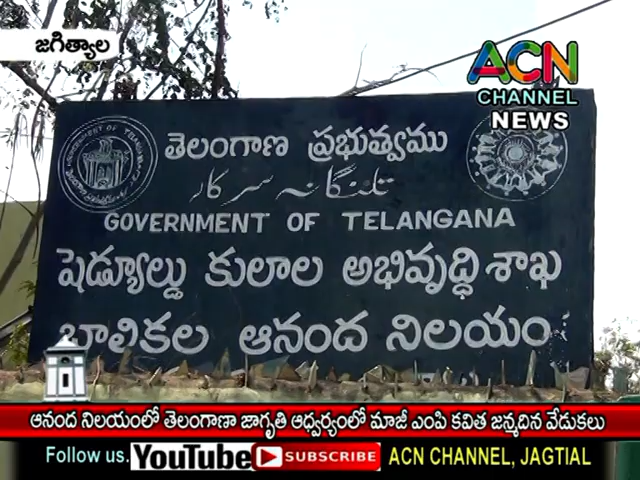 జగిత్యాల
ACN
CHANNEL
NEWS
తెలంగాణ ప్రభుత్వము
تلنگانہ سرکار
GOVERNMENT OF TELANGANA
షెడ్యూల్డు కులాల అభివృద్ధి శాఖ
బాలికల ఆనంద నిలయం
ఆనంద నిలయంలో తెలంగాణా జాగృతి ఆధ్వర్యంలో మాజీ ఎంపి కవిత జన్మదిన వేడుకలు
Follow us. YouTube SUBSCRIBE ACN CHANNEL, JAGTIAL